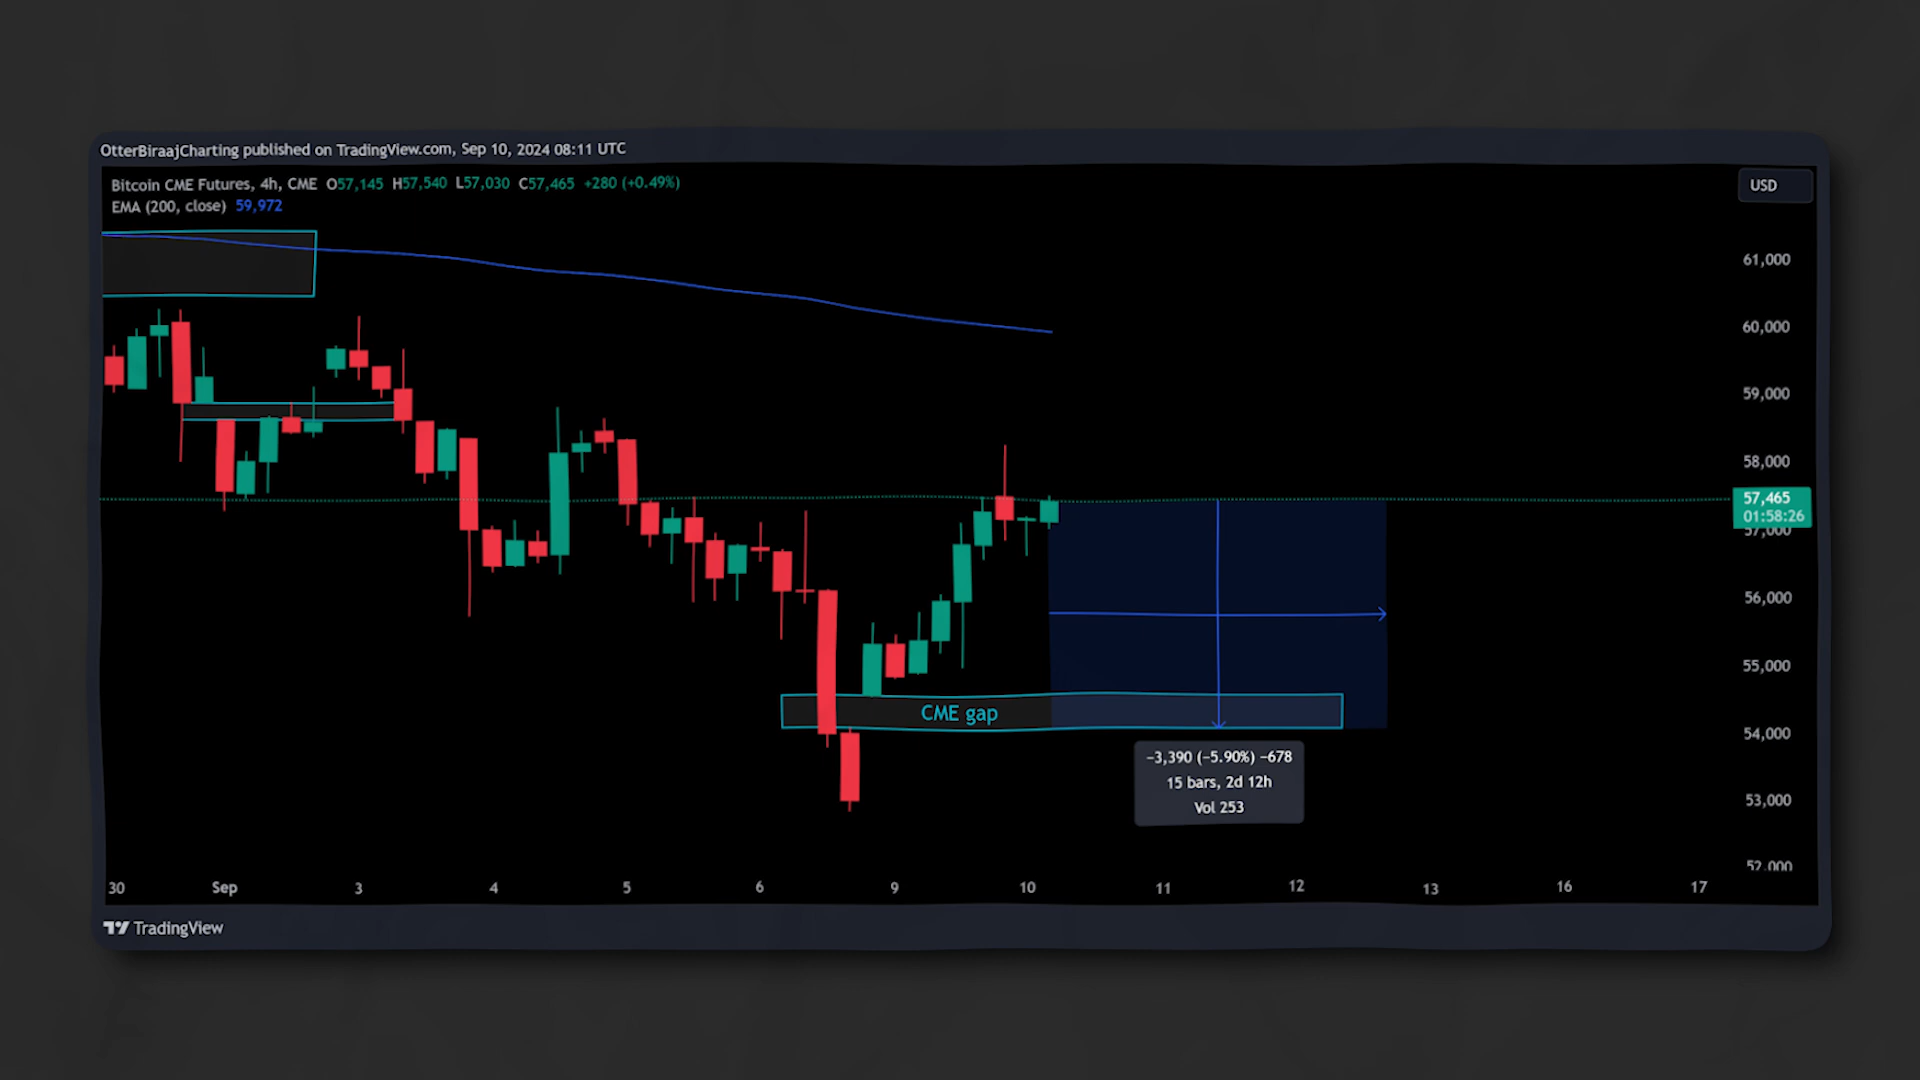 OtterBiraajCharting published on TradingView.com, Sep 10, 2024 08:11 UTC
Bitcoin CME Futures, 4h, CME O57,145 H57,540 L57,030 C57,465 +280 (+0.49%)
EMA (200, close) 59,972
USD
61,000
60,000
59,000
58,000
57,465
01:58:26
57,000
56,000
55,000
54,000
53,000
52,000
CME gap
−3,390 (−5.90%) −678
15 bars, 2d 12h
Vol 253
30 Sep 3 4 5 6 9 10 11 12 13 16 17
TradingView